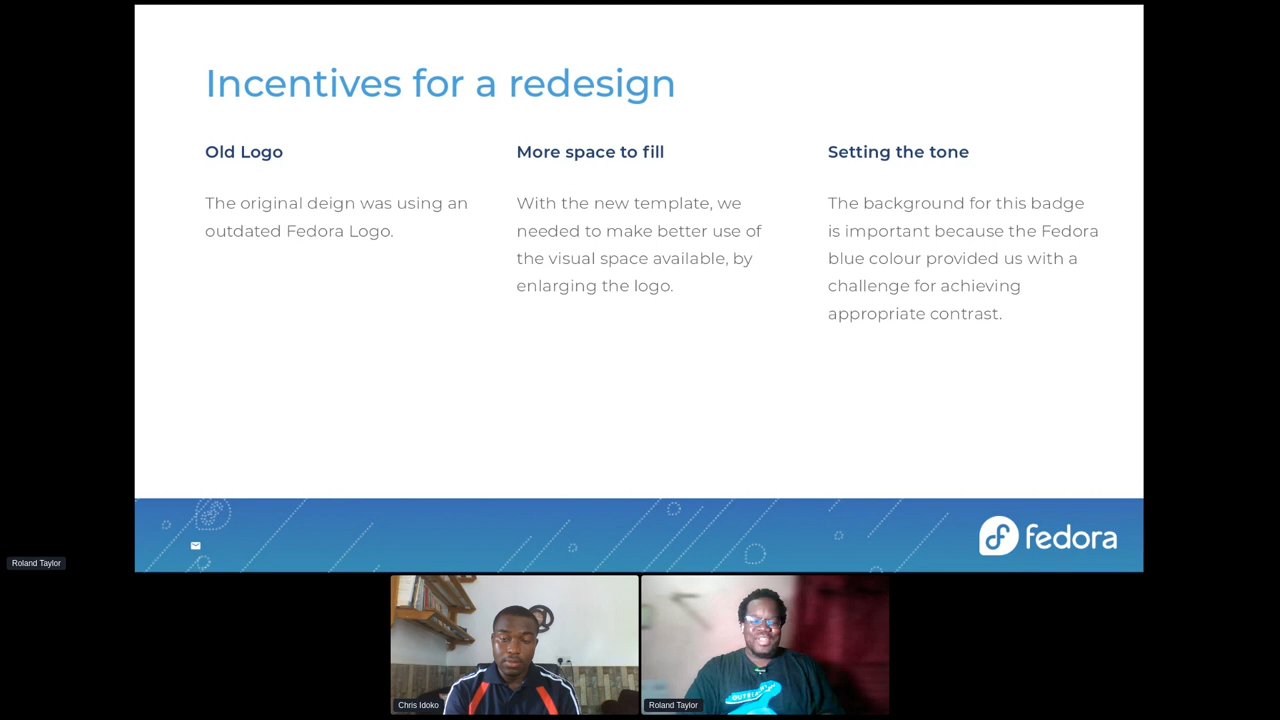 Incentives for a redesign
Old Logo
The original deign was using an
outdated Fedora Logo.
More space to fill
With the new template, we
needed to make better use of
the visual space available, by
enlarging the logo.
Setting the tone
The background for this badge
is important because the Fedora
blue colour provided us with a
challenge for achieving
appropriate contrast.
fedora
Roland Taylor
Chris Idoko
Roland Taylor